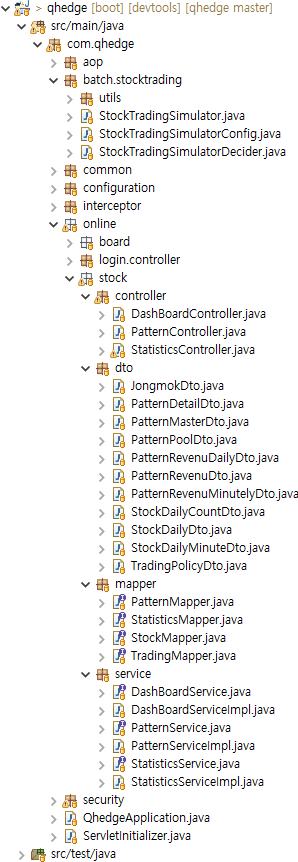 > qhedge [boot] [devtools] [qhedge master]
src/main/java
com.qhedge
aop
batch.stocktrading
utils
StockTradingSimulator.java
StockTradingSimulatorConfig.java
StockTradingSimulatorDecider.java
common
configuration
interceptor
online
board
login.controller
stock
controller
DashBoardController.java
PatternController.java
StatisticsController.java
dto
JongmokDto.java
PatternDetailDto.java
PatternMasterDto.java
PatternPoolDto.java
PatternRevenuDailyDto.java
PatternRevenuDto.java
PatternRevenuMinutelyDto.java
StockDailyCountDto.java
StockDailyDto.java
StockDailyMinuteDto.java
TradingPolicyDto.java
mapper
PatternMapper.java
StatisticsMapper.java
StockMapper.java
TradingMapper.java
service
DashBoardService.java
DashBoardServiceImpl.java
PatternService.java
PatternServiceImpl.java
StatisticsService.java
StatisticsServiceImpl.java
security
QhedgeApplication.java
ServletInitializer.java
src/test/java